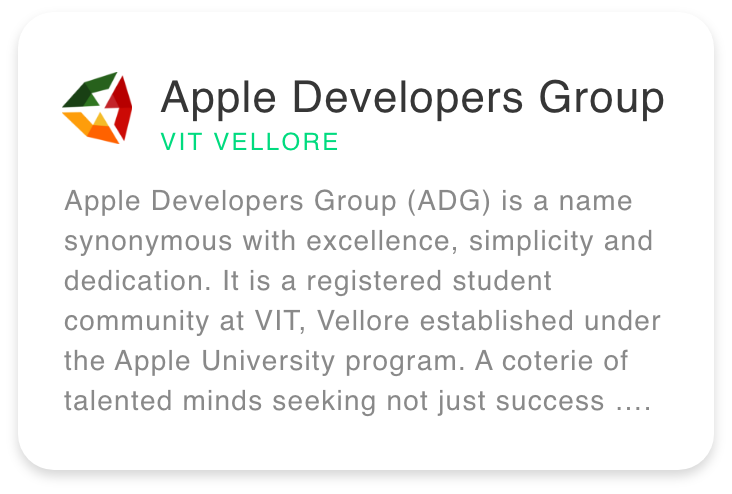 Apple Developers Group
VIT VELLORE
Apple Developers Group (ADG) is a name
synonymous with excellence, simplicity and
dedication. It is a registered student
community at VIT, Vellore established under
the Apple University program. A coterie of
talented minds seeking not just success ....